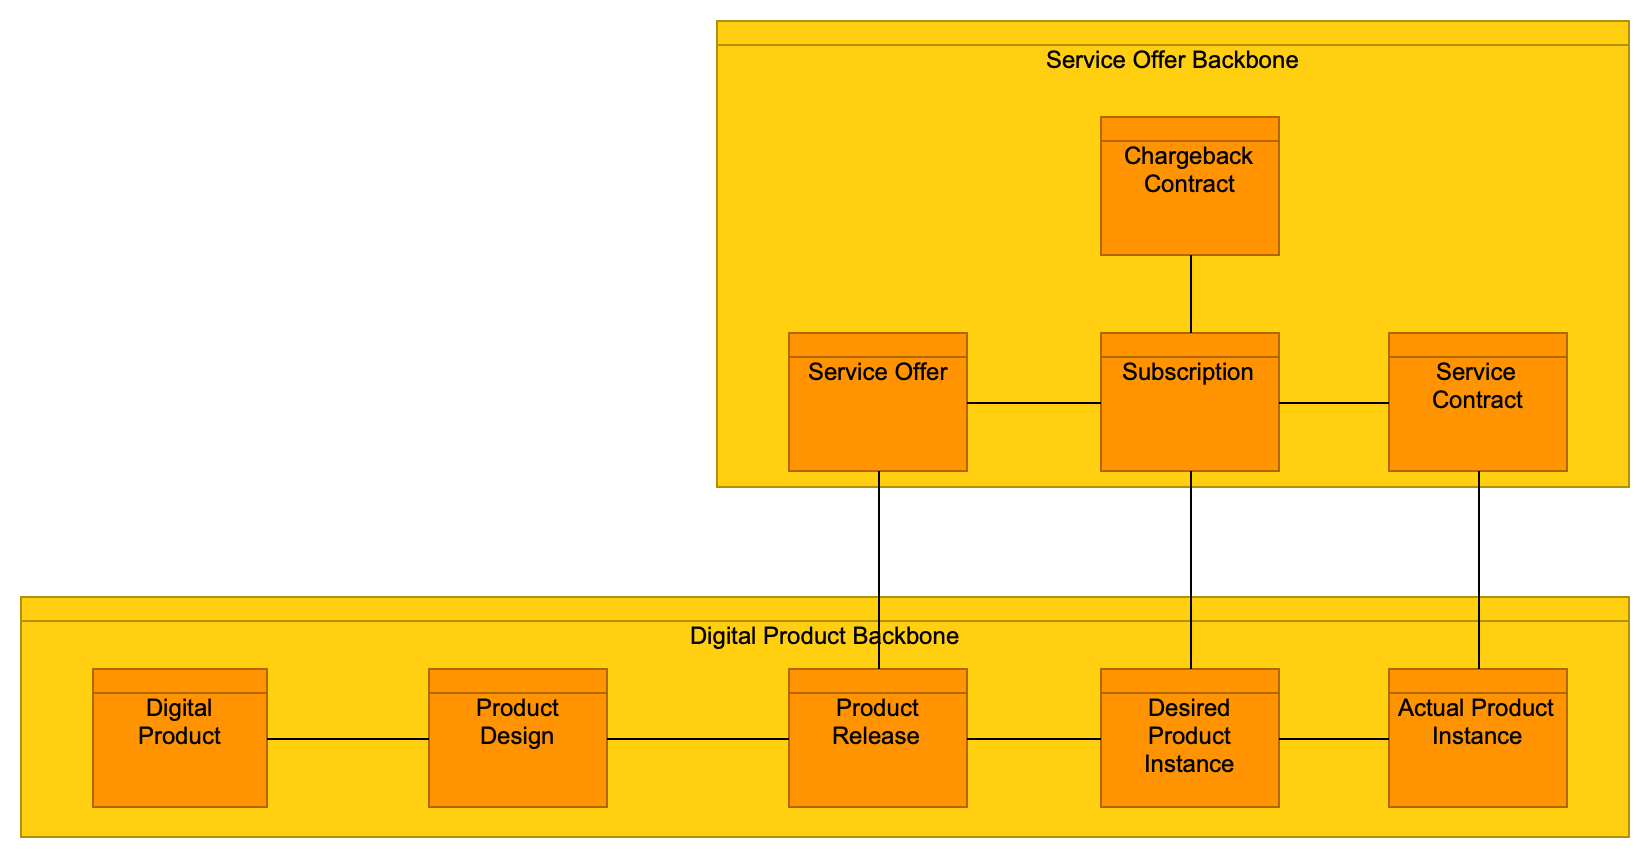 Service Offer Backbone
Chargeback
Contract
Service Offer
Subscription
Service
Contract
Digital Product Backbone
Digital
Product
Product
Design
Product
Release
Desired
Product
Instance
Actual Product
Instance